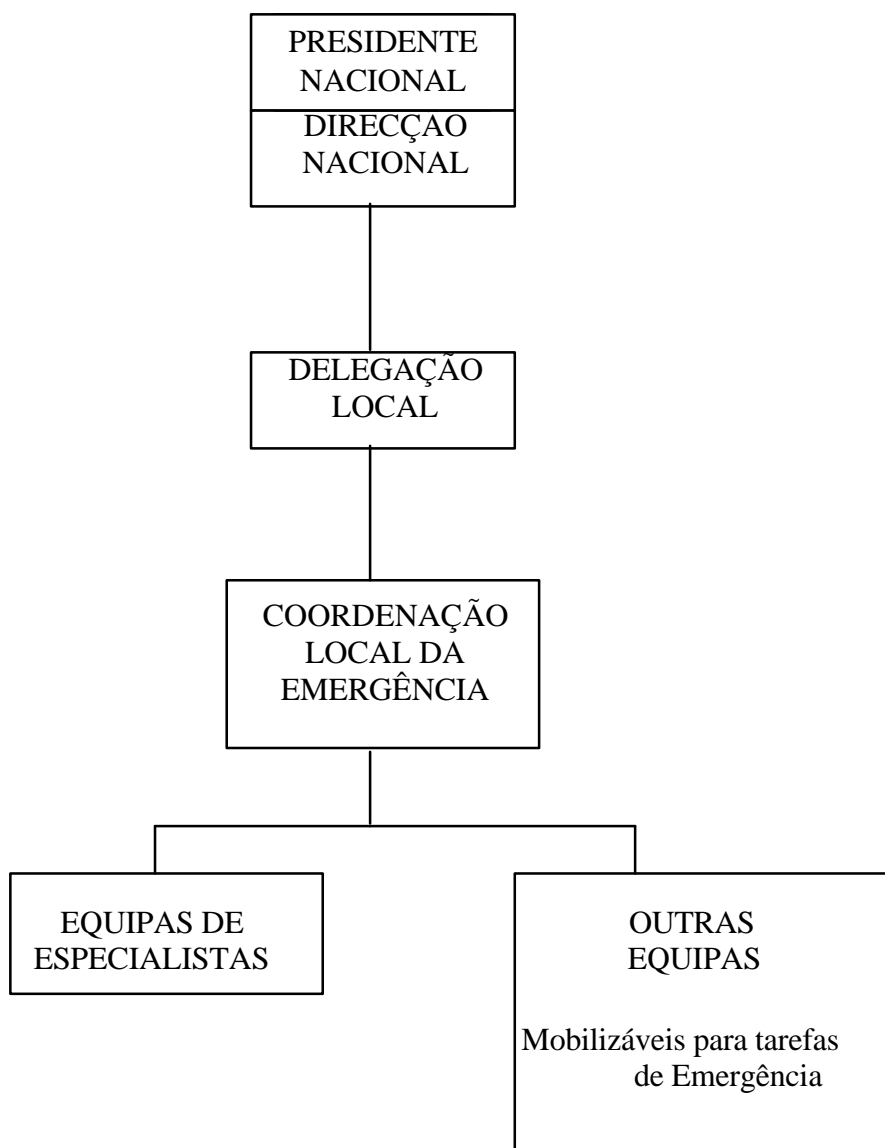 PRESIDENTE
NACIONAL
DIRECÇAO
NACIONAL
DELEGAÇÃO
LOCAL
COORDENAÇÃO
LOCAL DA
EMERGÊNCIA
EQUIPAS DE
ESPECIALISTAS
OUTRAS
EQUIPAS
Mobilizáveis para tarefas
de Emergência